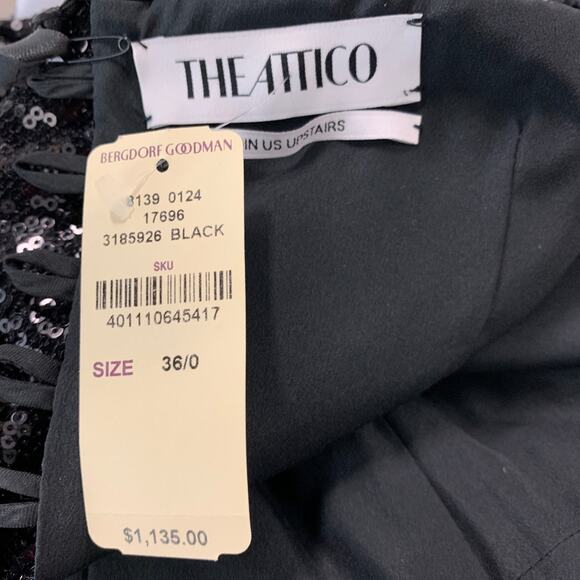 THE ATTICO
IN US UPSTAIRS
BERGDORF GOODMAN
8139 0124
17696
3185926 BLACK
SKU
401110645417
SIZE 36/0
$1,135.00